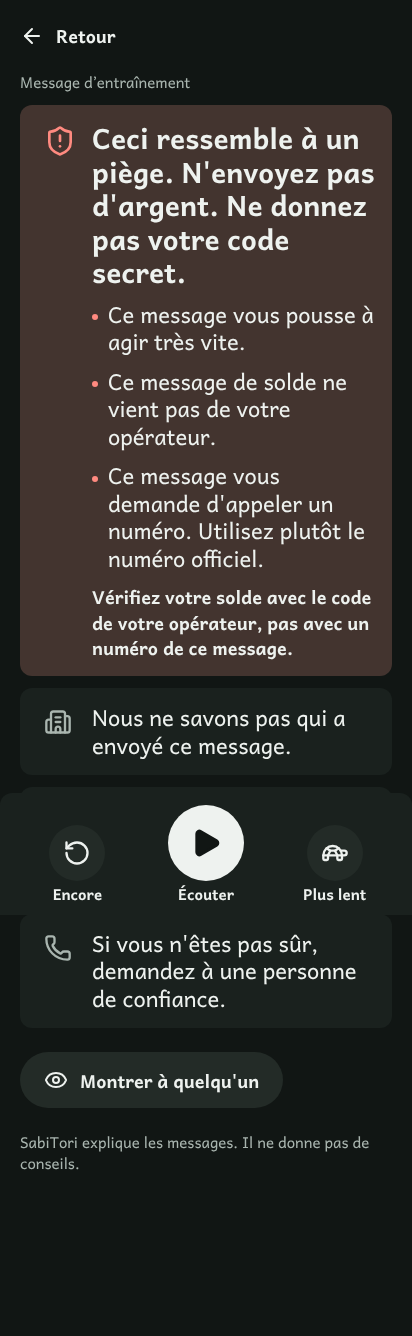 Retour
Message d’entraînement
Ceci ressemble à un
piège. N'envoyez pas
d'argent. Ne donnez
pas votre code
secret.
Ce message vous pousse à
agir très vite.
Ce message de solde ne
vient pas de votre
opérateur.
Ce message vous
demande d'appeler un
numéro. Utilisez plutôt le
numéro officiel.
Vérifiez votre solde avec le code
de votre opérateur, pas avec un
numéro de ce message.
Nous ne savons pas qui a
envoyé ce message.
Encore
Écouter
Plus lent
Si vous n'êtes pas sûr,
demandez à une personne
de confiance.
Montrer à quelqu'un
SabiTori explique les messages. Il ne donne pas de
conseils.